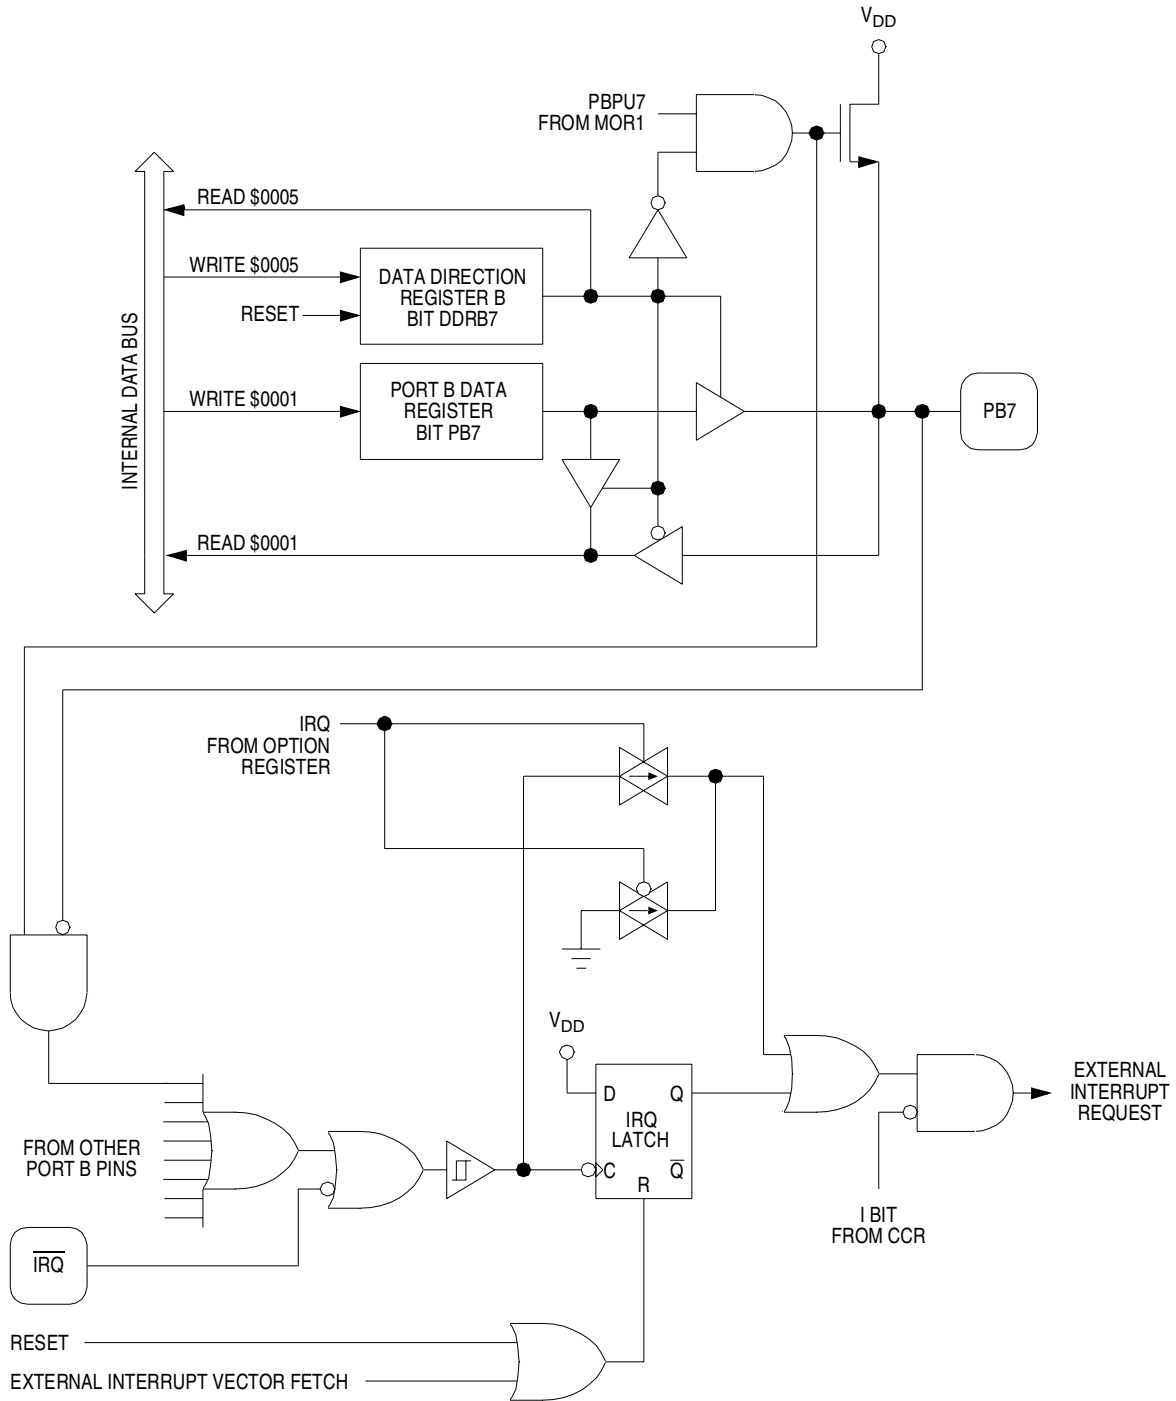 VDD
PBPU7
FROM MOR1
READ $0005
WRITE $0005
DATA DIRECTION
REGISTER B
BIT DDRB7
RESET
INTERNAL DATA BUS
WRITE $0001
PORT B DATA
REGISTER
BIT PB7
PB7
READ $0001
IRQ
FROM OPTION
REGISTER
VDD
D
Q
IRQ
LATCH
C
Q̅
R
EXTERNAL
INTERRUPT
REQUEST
FROM OTHER
PORT B PINS
I BIT
FROM CCR
I̅R̅Q̅
RESET
EXTERNAL INTERRUPT VECTOR FETCH